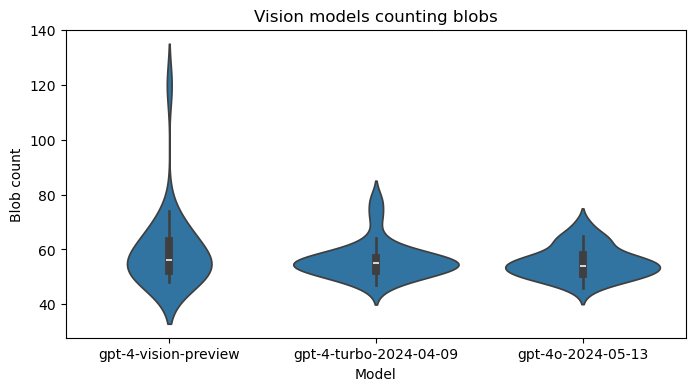 Vision models counting blobs
140
120
100
80
60
40
Blob count
gpt-4-vision-preview gpt-4-turbo-2024-04-09 gpt-4o-2024-05-13
Model